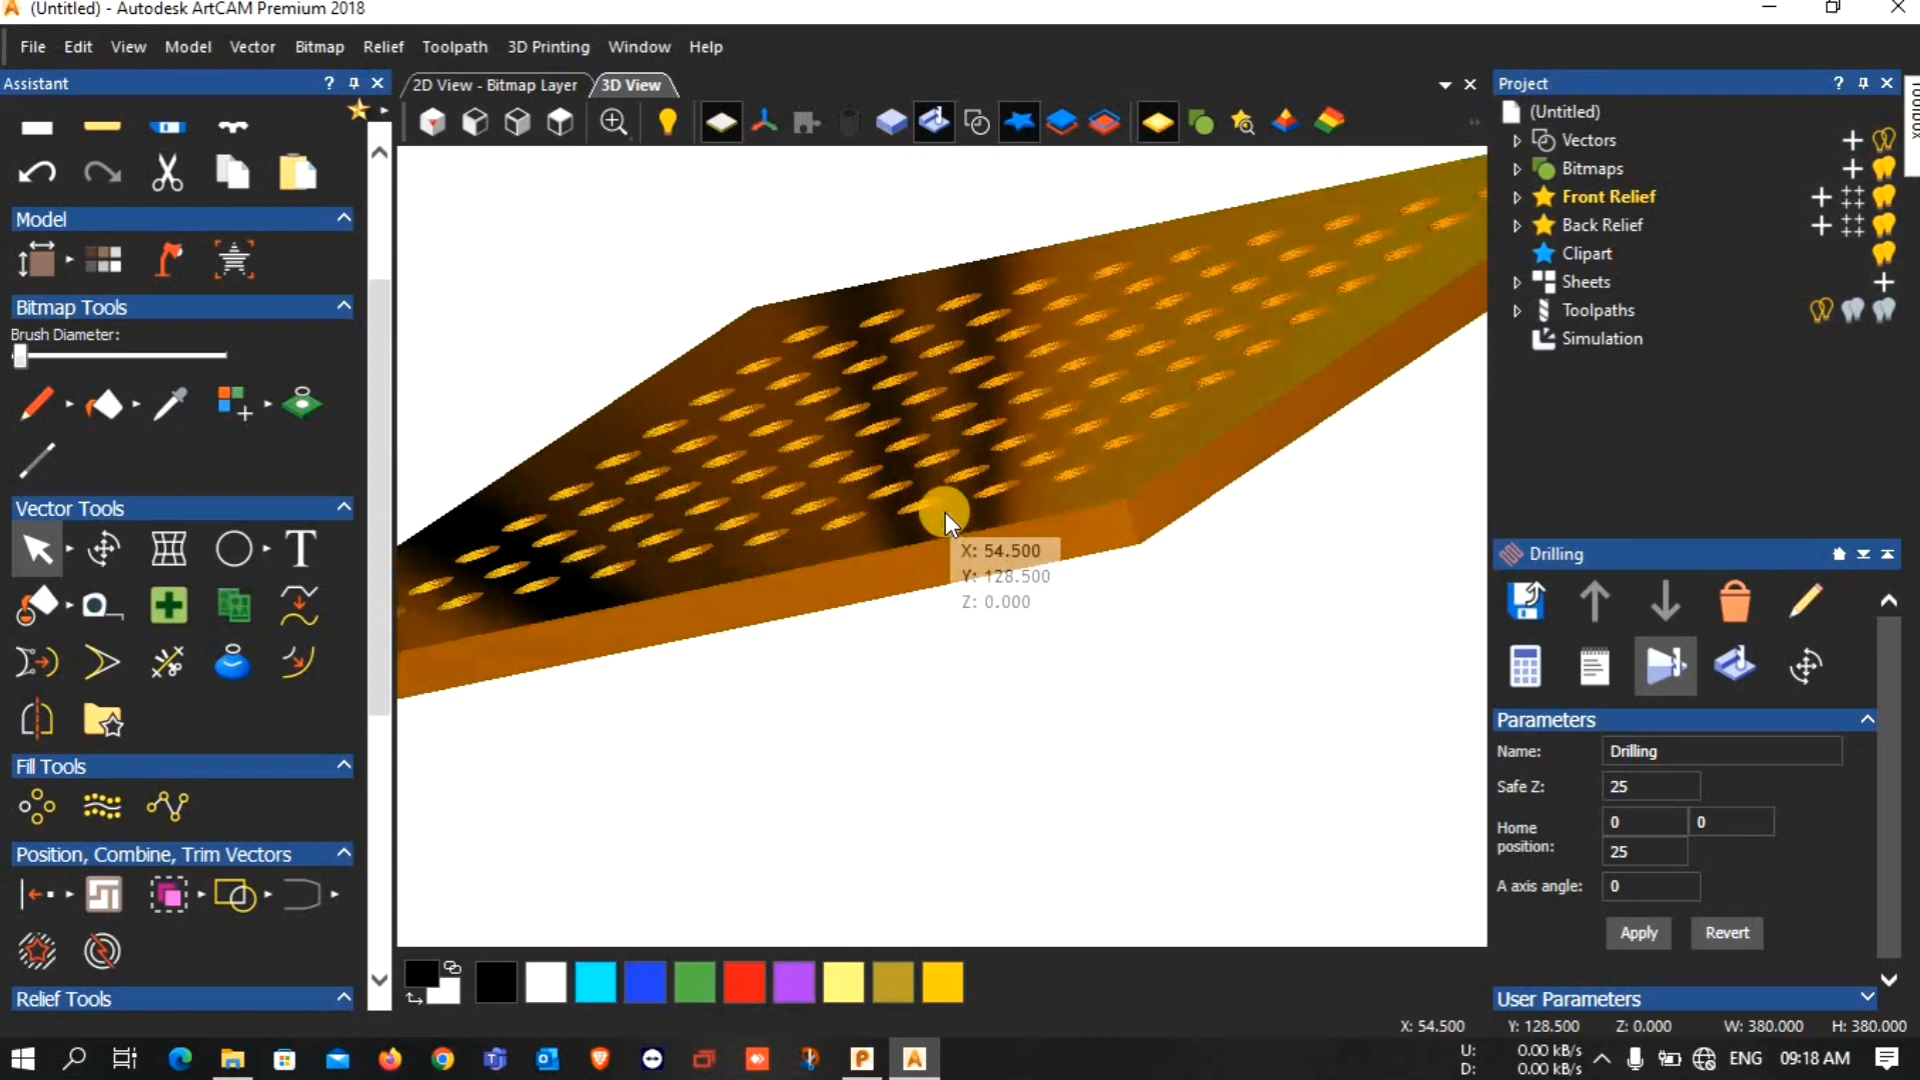 (Untitled) - Autodesk ArtCAM Premium 2018
File Edit View Model Vector Bitmap Relief Toolpath 3D Printing Window Help
Assistant ?
2D View - Bitmap Layer 3D View
Project ?
Toolbox
(Untitled)
Vectors
Bitmaps
Front Relief
Back Relief
Clipart
Sheets
Toolpaths
Simulation
Model
Bitmap Tools
Brush Diameter:
Vector Tools
T
Fill Tools
Position, Combine, Trim Vectors
Relief Tools
X: 54.500
Y: 128.500
Z: 0.000
Drilling
Parameters
Name: Drilling
Safe Z: 25
Home position: 0 0
25
A axis angle: 0
Apply Revert
User Parameters
X: 54.500 Y: 128.500 Z: 0.000 W: 380.000 H: 380.000
U: 0.00 kB/s
D: 0.00 kB/s
ENG 09:18 AM